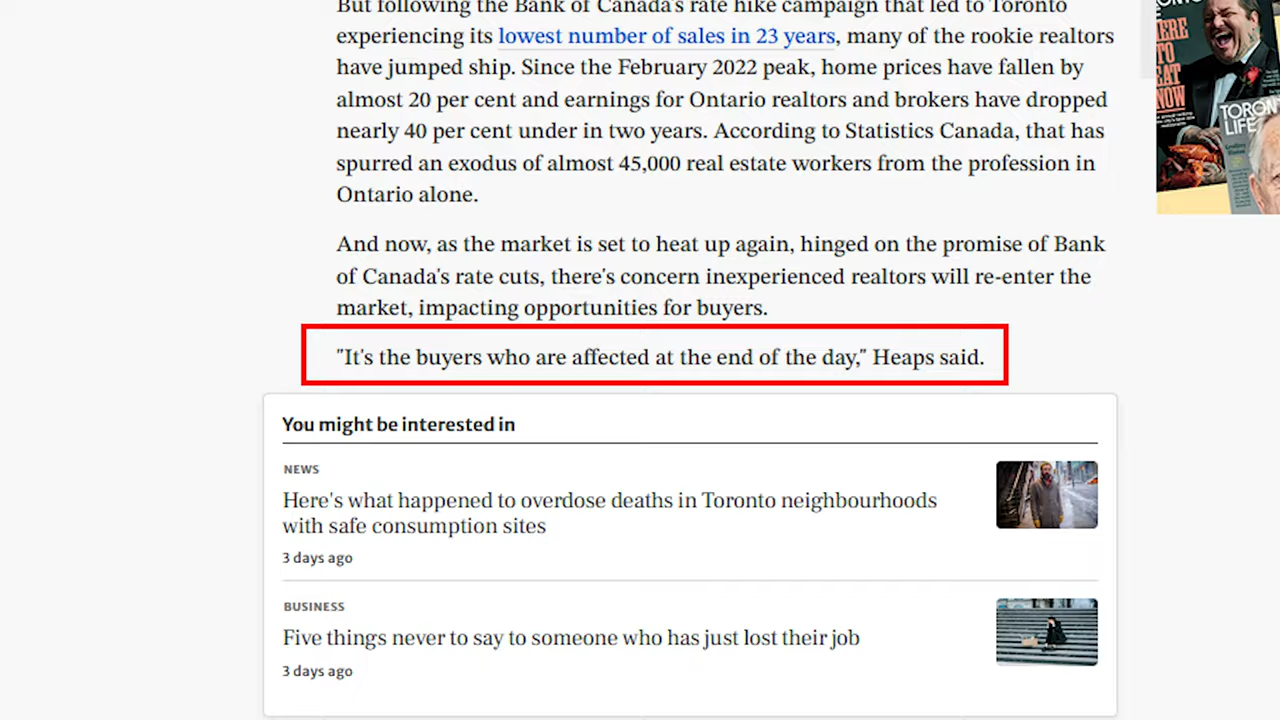 But following the Bank of Canada's rate hike campaign that led to Toronto
experiencing its lowest number of sales in 23 years, many of the rookie realtors
have jumped ship. Since the February 2022 peak, home prices have fallen by
almost 20 per cent and earnings for Ontario realtors and brokers have dropped
nearly 40 per cent under in two years. According to Statistics Canada, that has
spurred an exodus of almost 45,000 real estate workers from the profession in
Ontario alone.
And now, as the market is set to heat up again, hinged on the promise of Bank
of Canada's rate cuts, there's concern inexperienced realtors will re-enter the
market, impacting opportunities for buyers.
"It's the buyers who are affected at the end of the day," Heaps said.
You might be interested in
NEWS
Here's what happened to overdose deaths in Toronto neighbourhoods
with safe consumption sites
3 days ago
BUSINESS
Five things never to say to someone who has just lost their job
3 days ago
TO
EAT
NOW
TORON
LIFE